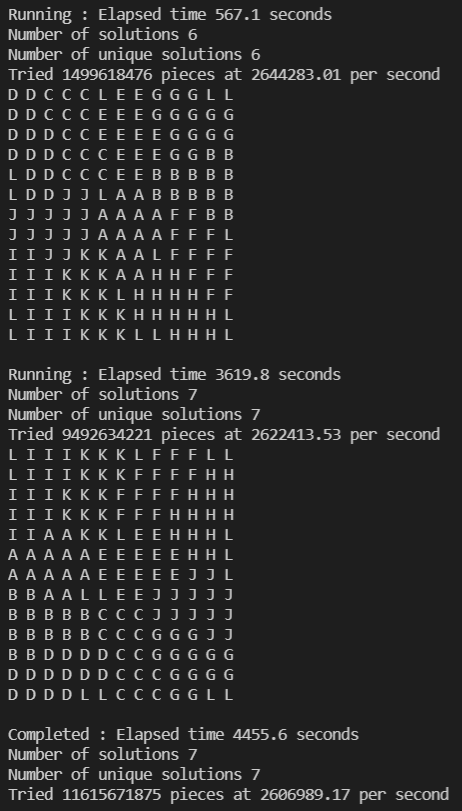 Running : Elapsed time 567.1 seconds
Number of solutions 6
Number of unique solutions 6
Tried 1499618476 pieces at 2644283.01 per second
D D C C C L E E G G G L L
D D C C C E E E G G G G G
D D D C C E E E E G G G G
D D D C C C E E E G G B B
L D D C C C E E B B B B B
L D D J J L A A B B B B B
J J J J J A A A A F F B B
J J J J J A A A A F F F L
I I J J K K A A L F F F F
I I I K K K A A H H F F F
I I I K K K L H H H H F F
L I I I K K K H H H H H L
L I I I K K K L L H H H L
Running : Elapsed time 3619.8 seconds
Number of solutions 7
Number of unique solutions 7
Tried 9492634221 pieces at 2622413.53 per second
L I I I K K K L F F F L L
L I I I K K K F F F F H H
I I I K K K F F F F H H H
I I I K K K F F F H H H H
I I A A K K L E E H H H L
A A A A A E E E E E H H L
A A A A A E E E E E J J L
B B A A L L E E J J J J J
B B B B B C C C J J J J J
B B B B B C C C G G G J J
B B D D D D C C G G G G G
D D D D D D C C C G G G G
D D D D L L C C C G G L L
Completed : Elapsed time 4455.6 seconds
Number of solutions 7
Number of unique solutions 7
Tried 11615671875 pieces at 2606989.17 per second